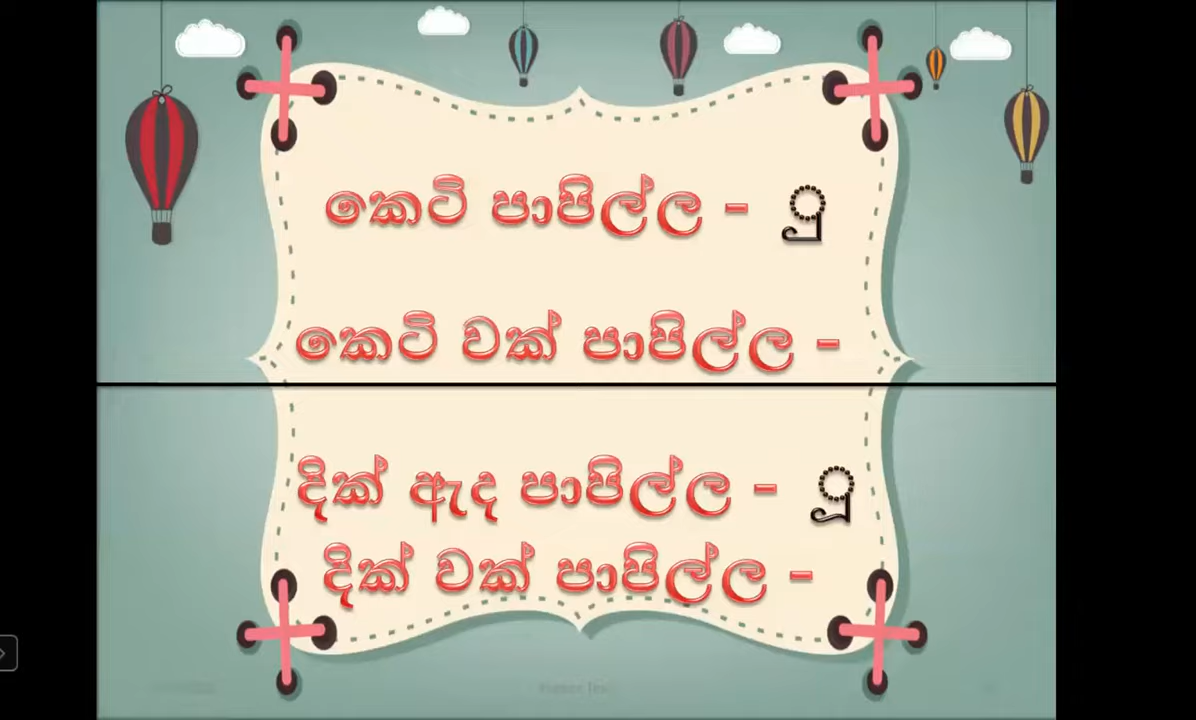 කෙටි පාපිල්ල - ු
කෙටි වක් පාපිල්ල -
දික් ඇද පාපිල්ල - ූ
දික් වක් පාපිල්ල -